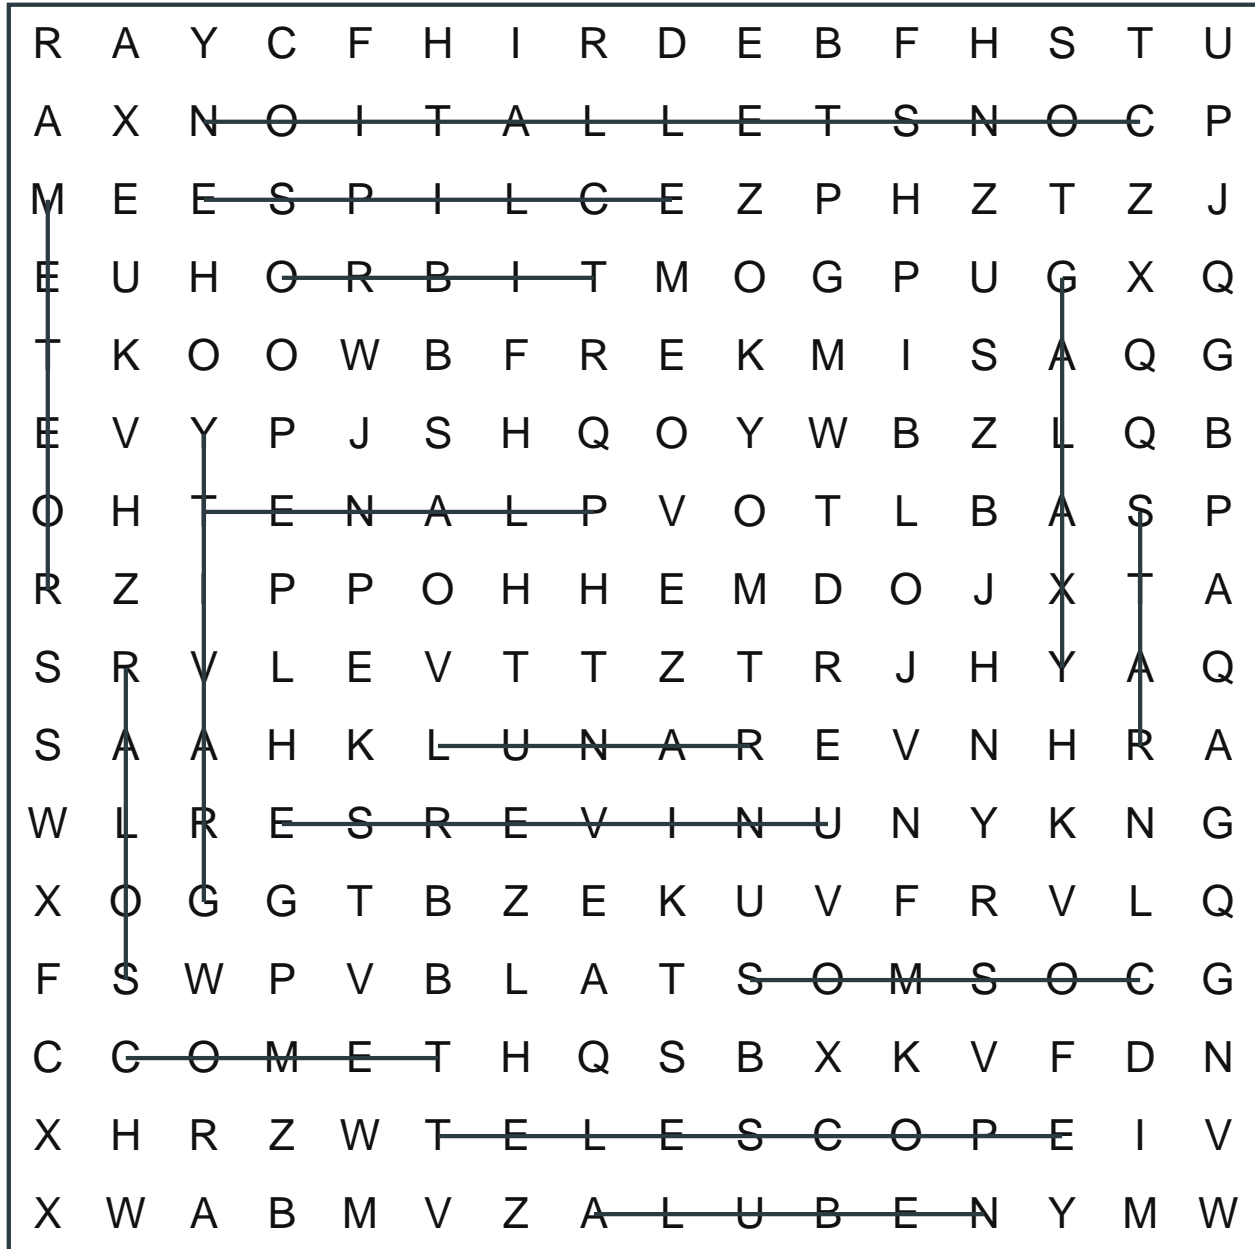 R A Y C F H I R D E B F H S T U
A X N O I T A L L E T S N O C P
M E E S P I L C E Z P H Z T Z J
E U H O R B I T M O G P U G X Q
T K O O W B F R E K M I S A Q G
E V Y P J S H Q O Y W B Z L Q B
O H T E N A L P V O T L B A S P
R Z I P P O H H E M D O J X T A
S R V L E V T T Z T R J H Y A Q
S A A H K L U N A R E V N H R A
W L R E S R E V I N U N Y K N G
X O G G T B Z E K U V F R V L Q
F S W P V B L A T S O M S O C G
C C O M E T H Q S B X K V F D N
X H R Z W T E L E S C O P E I V
X W A B M V Z A L U B E N Y M W